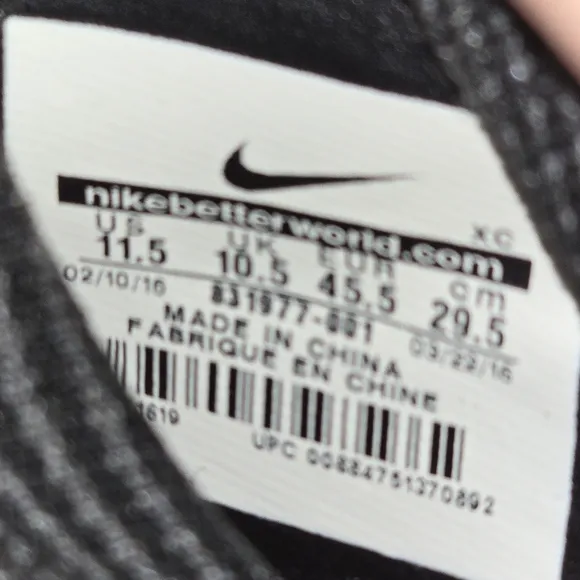 XC
nikebetterworld.com
US UK EUR cm
11.5 10.5 45.5 29.5
02/10/16 831977-001 03/22/16
MADE IN CHINA
FABRIQUE EN CHINE
1619
UPC 00884751370892